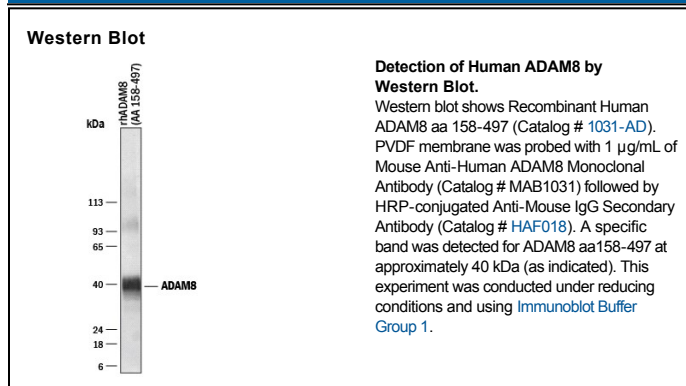 Western Blot
rhADAM8
(AA 158-497)
kDa
113
93
65
40
ADAM8
24
18
6
Detection of Human ADAM8 by
Western Blot.
Western blot shows Recombinant Human
ADAM8 aa 158-497 (Catalog # 1031-AD).
PVDF membrane was probed with 1 µg/mL of
Mouse Anti-Human ADAM8 Monoclonal
Antibody (Catalog # MAB1031) followed by
HRP-conjugated Anti-Mouse IgG Secondary
Antibody (Catalog # HAF018). A specific
band was detected for ADAM8 aa158-497 at
approximately 40 kDa (as indicated). This
experiment was conducted under reducing
conditions and using Immunoblot Buffer
Group 1.